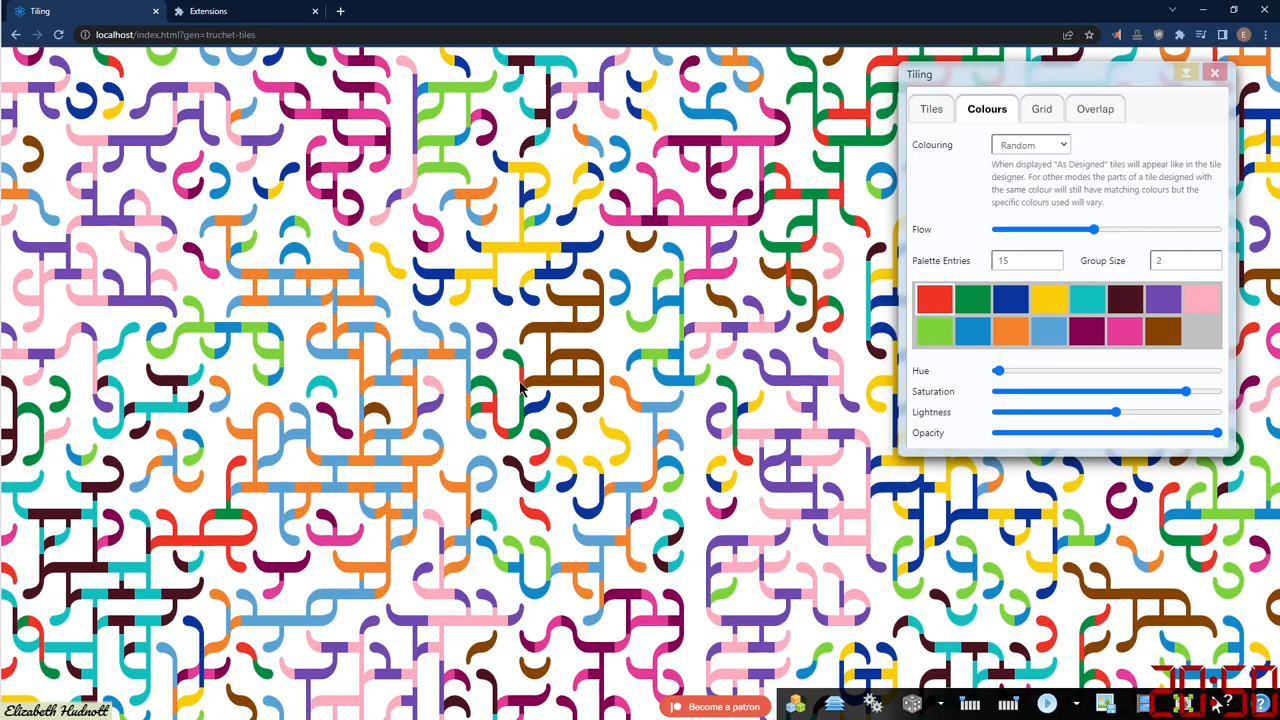 Tiling
Extensions
localhost/index.html?gen=truchet-tiles
E
Tiling
Tiles
Colours
Grid
Overlap
Colouring
Random
When displayed "As Designed" tiles will appear like in the tile
designer. For other modes the parts of a tile designed with
the same colour will still have matching colours but the
specific colours used will vary.
Flow
Palette Entries
15
Group Size
2
Hue
Saturation
Lightness
Opacity
Elizabeth Hudnott
Become a patron